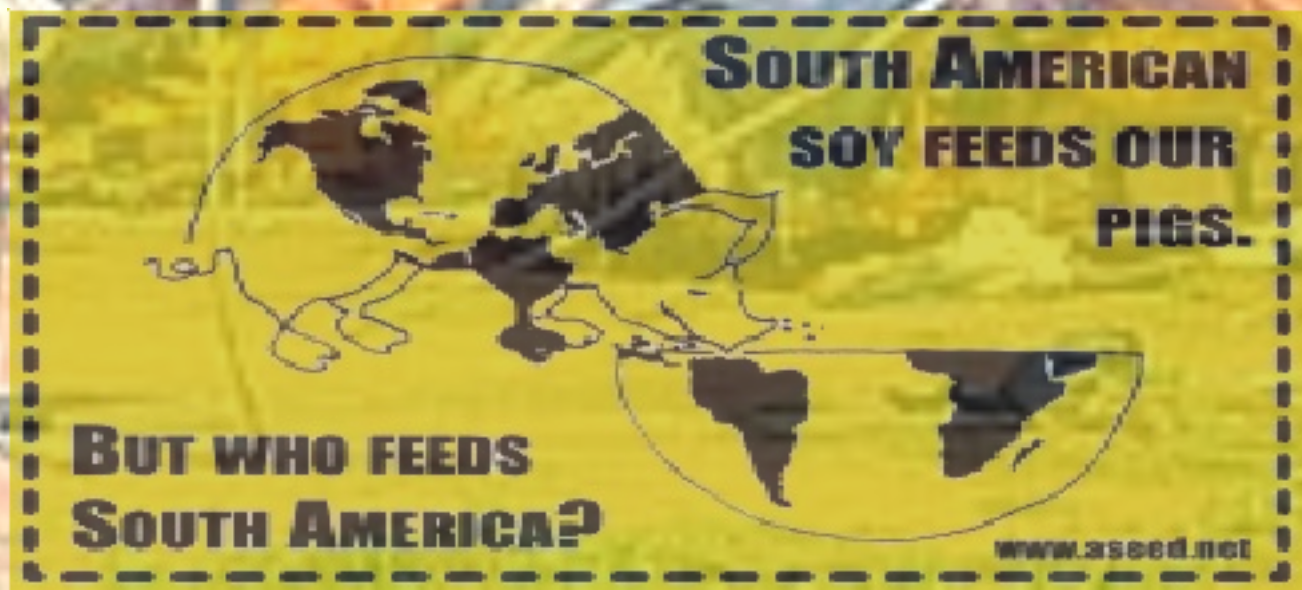 SOUTH AMERICAN
SOY FEEDS OUR
PIGS.
BUT WHO FEEDS
SOUTH AMERICA?
www.aseed.net